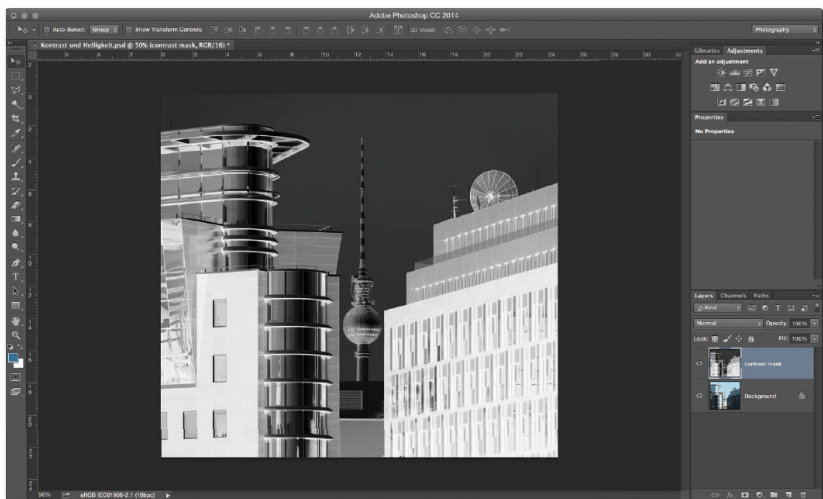 Adobe Photoshop CC 2014
Auto-Select: Group Show Transform Controls 3D Mode: Photography
Kontrast und Helligkeit.psd @ 50% (contrast mask, RGB/16) *
Libraries Adjustments
Add an adjustment
Properties
No Properties
Layers Channels Paths
Kind
Normal Opacity: 100%
Lock: Fill: 100%
contrast mask
Background
50% sRGB IEC61966-2.1 (16bpc)